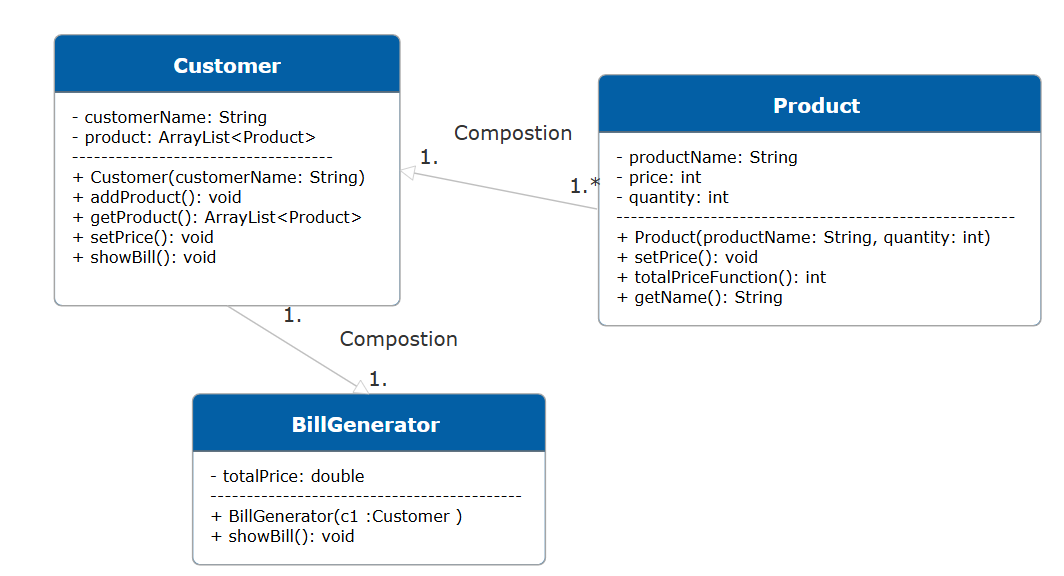 Customer
- customerName: String
- product: ArrayList<Product>
------------------------------------
+ Customer(customerName: String)
+ addProduct(): void
+ getProduct(): ArrayList<Product>
+ setPrice(): void
+ showBill(): void
Compostion
1.
1.*
Product
- productName: String
- price: int
- quantity: int
-------------------------------------------------------
+ Product(productName: String, quantity: int)
+ setPrice(): void
+ totalPriceFunction(): int
+ getName(): String
1.
Compostion
1.
BillGenerator
- totalPrice: double
-------------------------------------------
+ BillGenerator(c1 :Customer )
+ showBill(): void